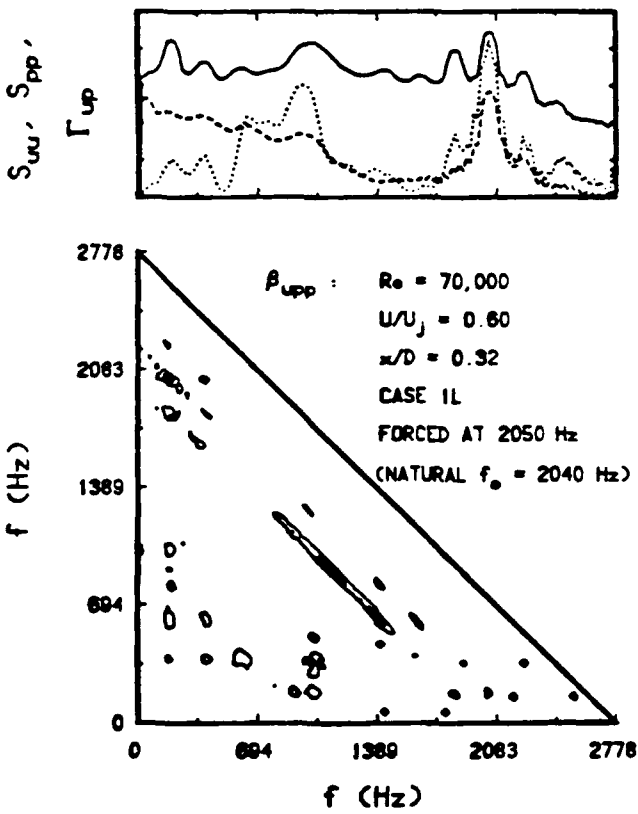 S_uu, S_pp,
Γ_up
2778
β_upp : Re = 70,000
U/U_j = 0.60
2083
x/D = 0.32
CASE 1L
FORCED AT 2050 Hz
(NATURAL f_o = 2040 Hz)
1389
f (Hz)
694
0
0 694 1389 2083 2778
f (Hz)